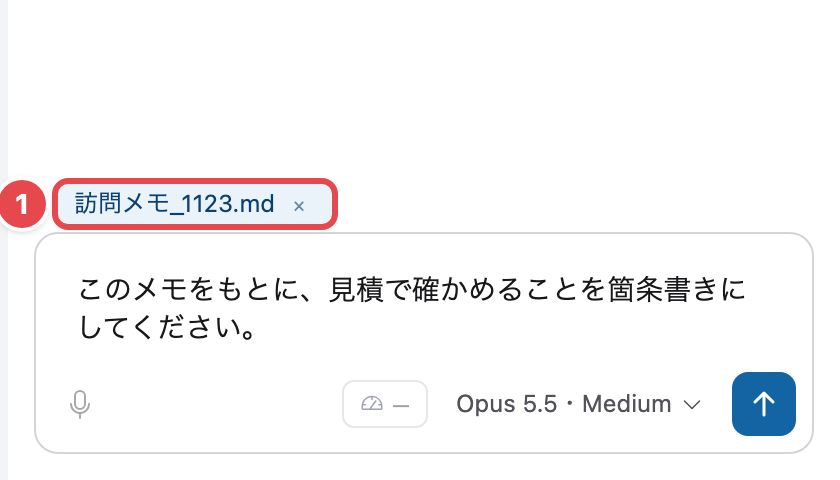 1
訪問メモ_1123.md ×
このメモをもとに、見積で確かめることを箇条書きに
してください。
— Opus 5.5・Medium